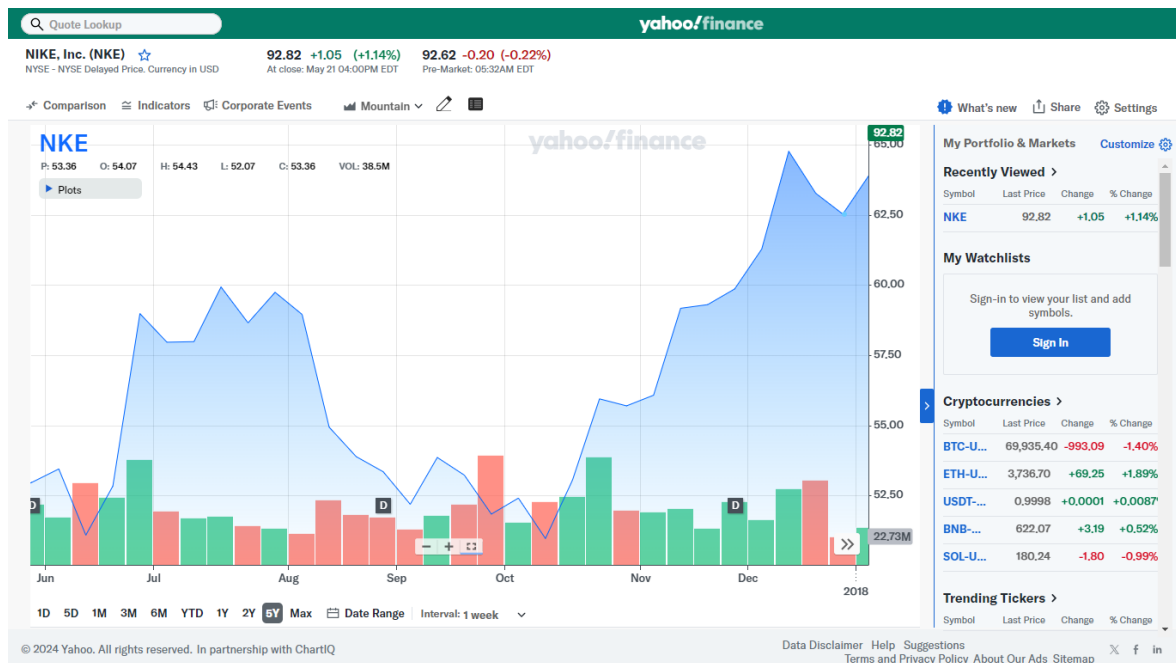 Quote Lookup
yahoo!finance
NIKE, Inc. (NKE)
NYSE - NYSE Delayed Price. Currency in USD
92.82 +1.05 (+1.14%)
At close: May 21 04:00PM EDT
92.62 -0.20 (-0.22%)
Pre-Market: 05:32AM EDT
Comparison Indicators Corporate Events Mountain
What's new Share Settings
NKE
P: 53.36 O: 54.07 H: 54.43 L: 52.07 C: 53.36 VOL: 38.5M
Plots
yahoo!finance
92.82
65.00
62.50
60.00
57.50
55.00
52.50
22.73M
D
D
D
Jun Jul Aug Sep Oct Nov Dec
2018
1D 5D 1M 3M 6M YTD 1Y 2Y 5Y Max Date Range Interval: 1 week
My Portfolio & Markets Customize
Recently Viewed
Symbol Last Price Change % Change
NKE 92.82 +1.05 +1.14%
My Watchlists
Sign-in to view your list and add
symbols.
Sign In
Cryptocurrencies
Symbol Last Price Change % Change
BTC-U... 69,935.40 -993.09 -1.40%
ETH-U... 3,736.70 +69.25 +1.89%
USDT-... 0.9998 +0.0001 +0.0087
BNB-... 622.07 +3.19 +0.52%
SOL-U... 180.24 -1.80 -0.99%
Trending Tickers
Symbol Last Price Change % Change
© 2024 Yahoo. All rights reserved. In partnership with ChartIQ
Data Disclaimer Help Suggestions
Terms and Privacy Policy About Our Ads Sitemap